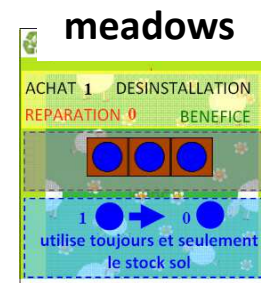 meadows
ACHAT 1 DESINSTALLATION
REPARATION 0 BENEFICE
1 0
utilise toujours et seulement
le stock sol